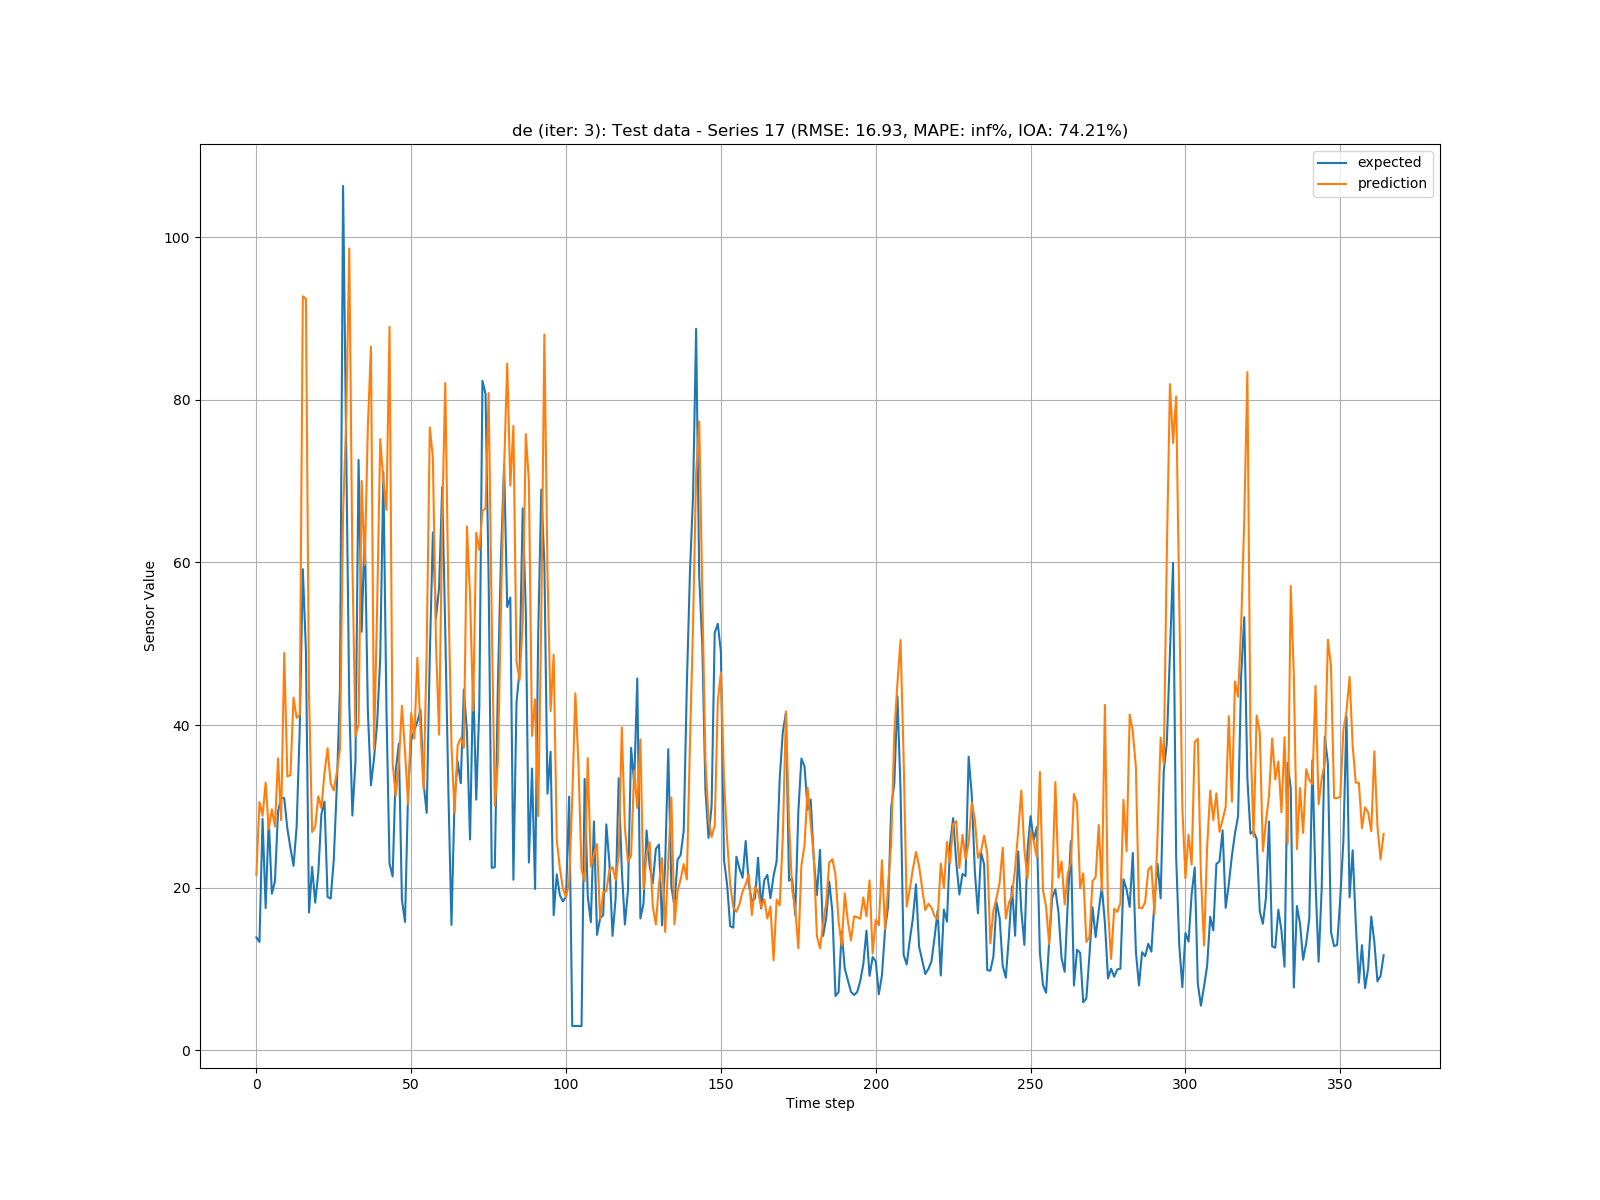 de (iter: 3): Test data - Series 17 (RMSE: 16.93, MAPE: inf%, IOA: 74.21%)
expected
prediction
100
80
60
40
20
0
Sensor Value
0 50 100 150 200 250 300 350
Time step